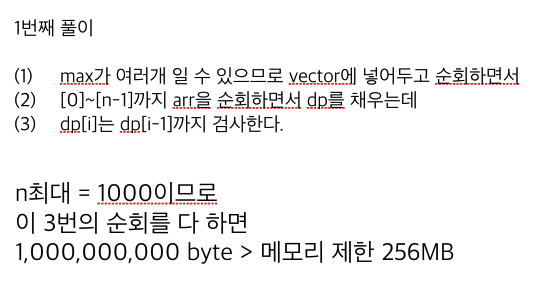 1번째 풀이
(1) max가 여러개 일 수 있으므로 vector에 넣어두고 순회하면서
(2) [0]~[n-1]까지 arr을 순회하면서 dp를 채우는데
(3) dp[i]는 dp[i-1]까지 검사한다.
n최대 = 1000이므로
이 3번의 순회를 다 하면
1,000,000,000 byte > 메모리 제한 256MB